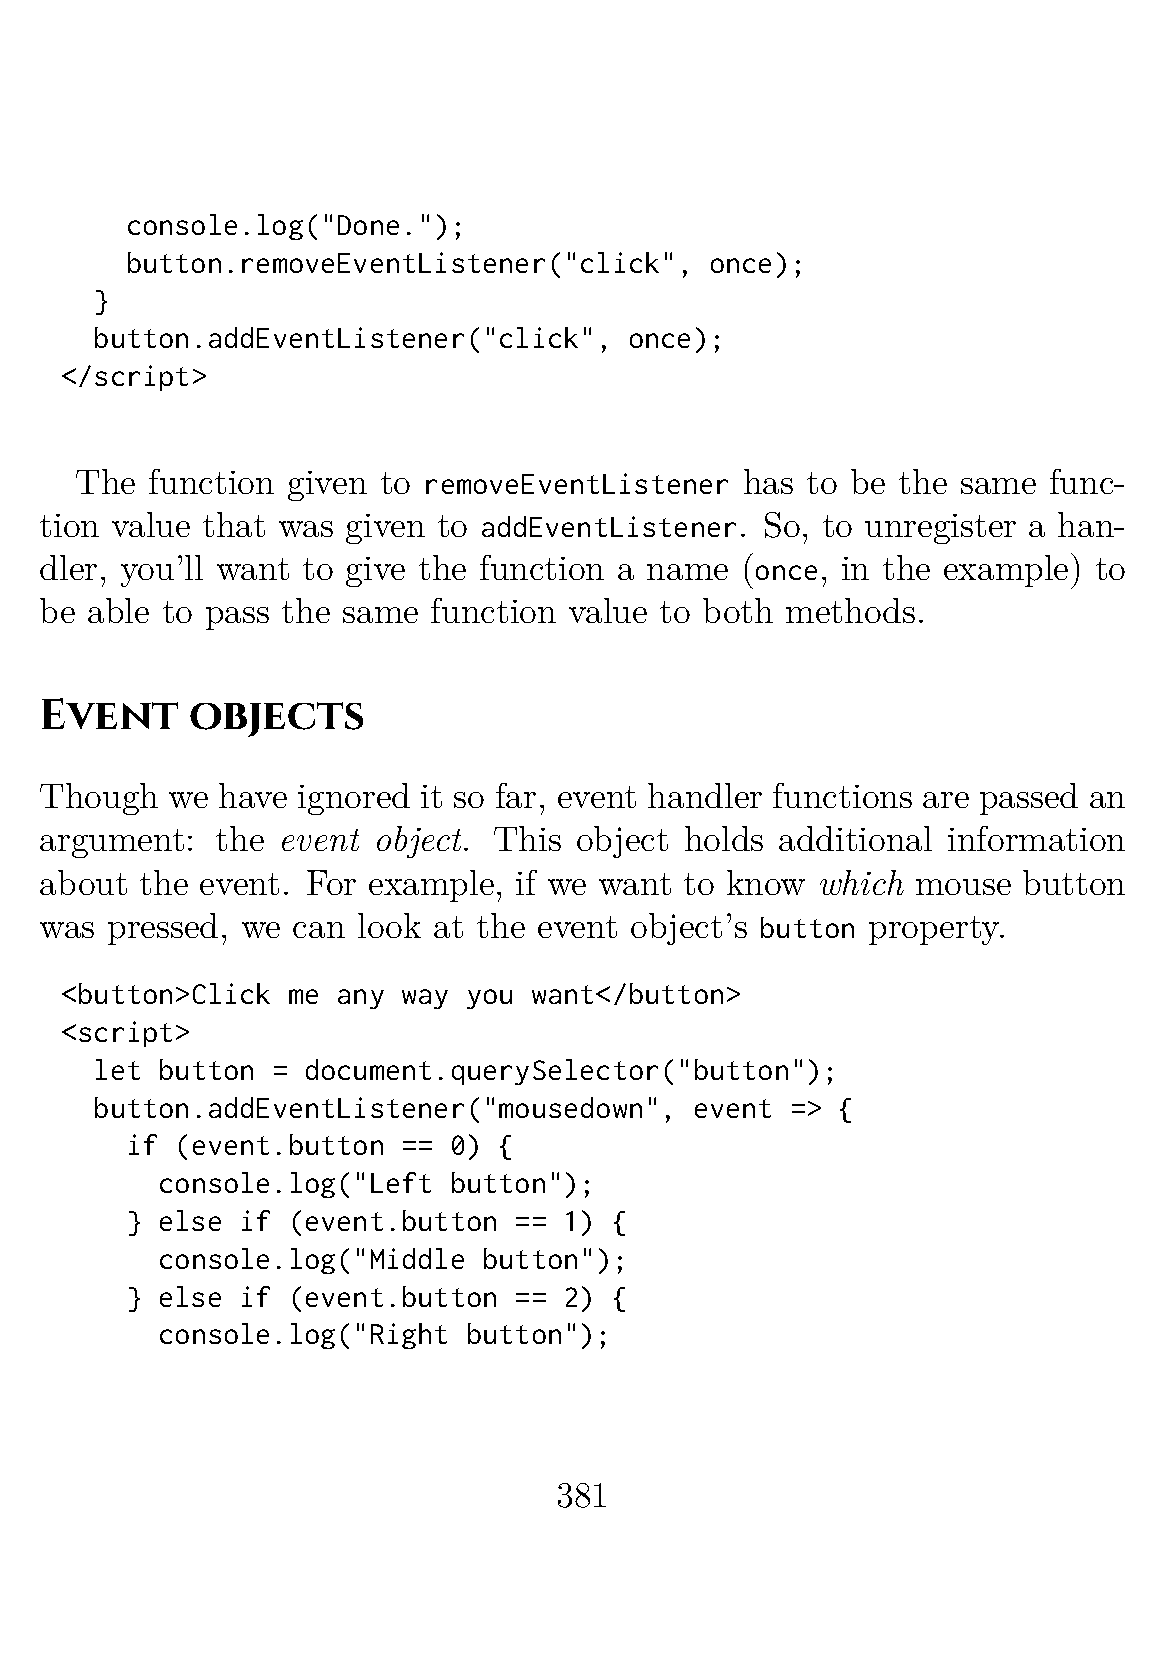 console.log("Done.");
    button.removeEventListener("click", once);
  }
  button.addEventListener("click", once);
</script>
The function given to removeEventListener has to be the same func-
tion value that was given to addEventListener. So, to unregister a han-
dler, you'll want to give the function a name (once, in the example) to
be able to pass the same function value to both methods.
Event objects
Though we have ignored it so far, event handler functions are passed an
argument: the event object. This object holds additional information
about the event. For example, if we want to know which mouse button
was pressed, we can look at the event object's button property.
<button>Click me any way you want</button>
<script>
  let button = document.querySelector("button");
  button.addEventListener("mousedown", event => {
    if (event.button == 0) {
      console.log("Left button");
    } else if (event.button == 1) {
      console.log("Middle button");
    } else if (event.button == 2) {
      console.log("Right button");
381